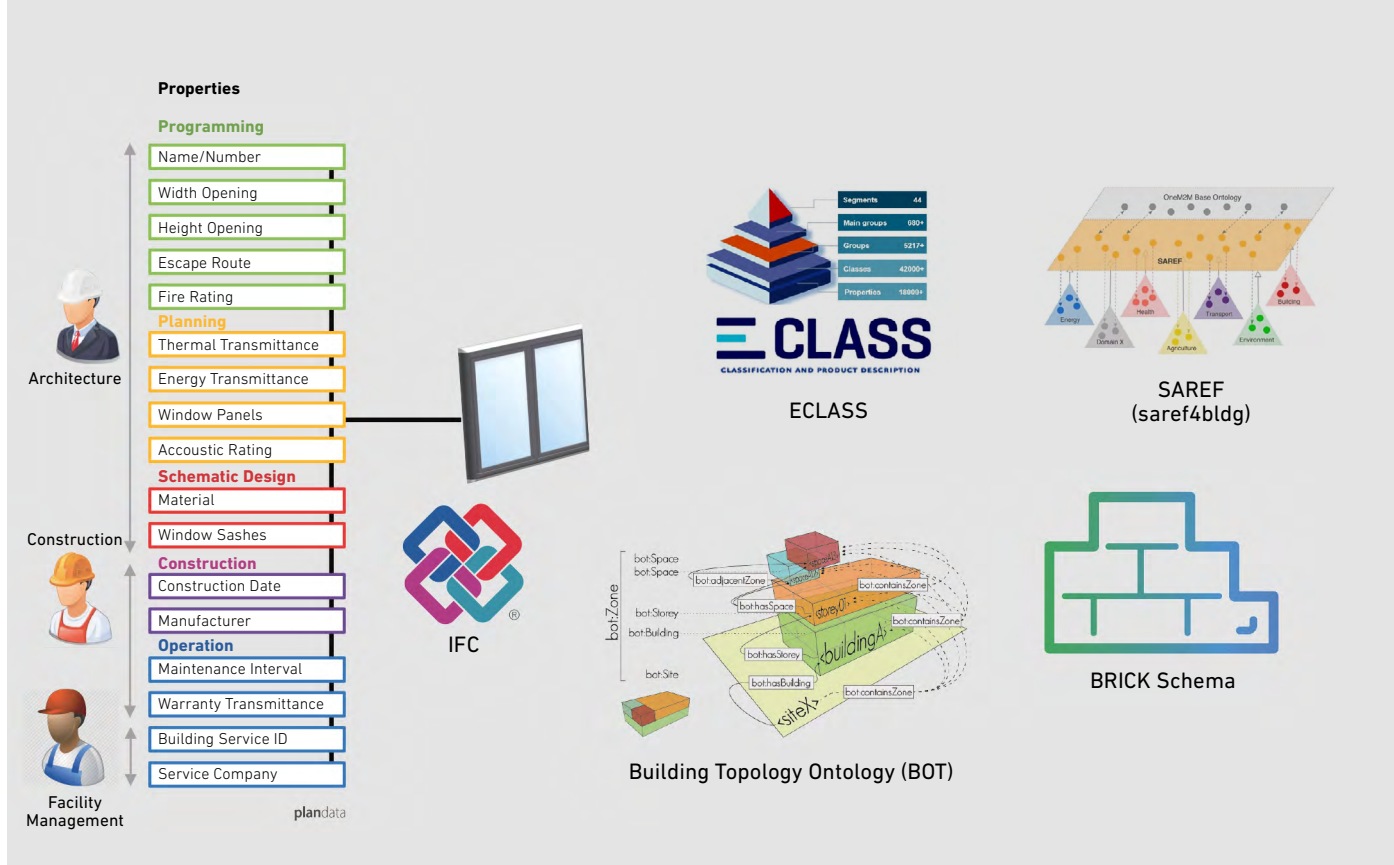 Properties
Programming
Name/Number
Width Opening
Height Opening
Escape Route
Fire Rating
Planning
Thermal Transmittance
Energy Transmittance
Window Panels
Accoustic Rating
Schematic Design
Material
Window Sashes
Construction
Construction Date
Manufacturer
Operation
Maintenance Interval
Warranty Transmittance
Building Service ID
Service Company
Architecture
Construction
Facility
Management
plandata
®
IFC
Segments 44
Main groups 680+
Groups 5217+
Classes 42000+
Properties 18000+
ECLASS
CLASSIFICATION AND PRODUCT DESCRIPTION
ECLASS
OneM2M Base Ontology
SAREF
Energy
Domain X
Health
Agriculture
Transport
Environment
Building
SAREF
(saref4bldg)
bot:Zone
bot:Space
bot:Space
bot:Storey
bot:Building
bot:Site
bot:adjacentZone
bot:hasSpace
bot:hasStorey
bot:hasBuilding
bot:containsZone
bot:containsZone
bot:containsZone
<storey01>
<buildingA>
<siteX>
Building Topology Ontology (BOT)
BRICK Schema